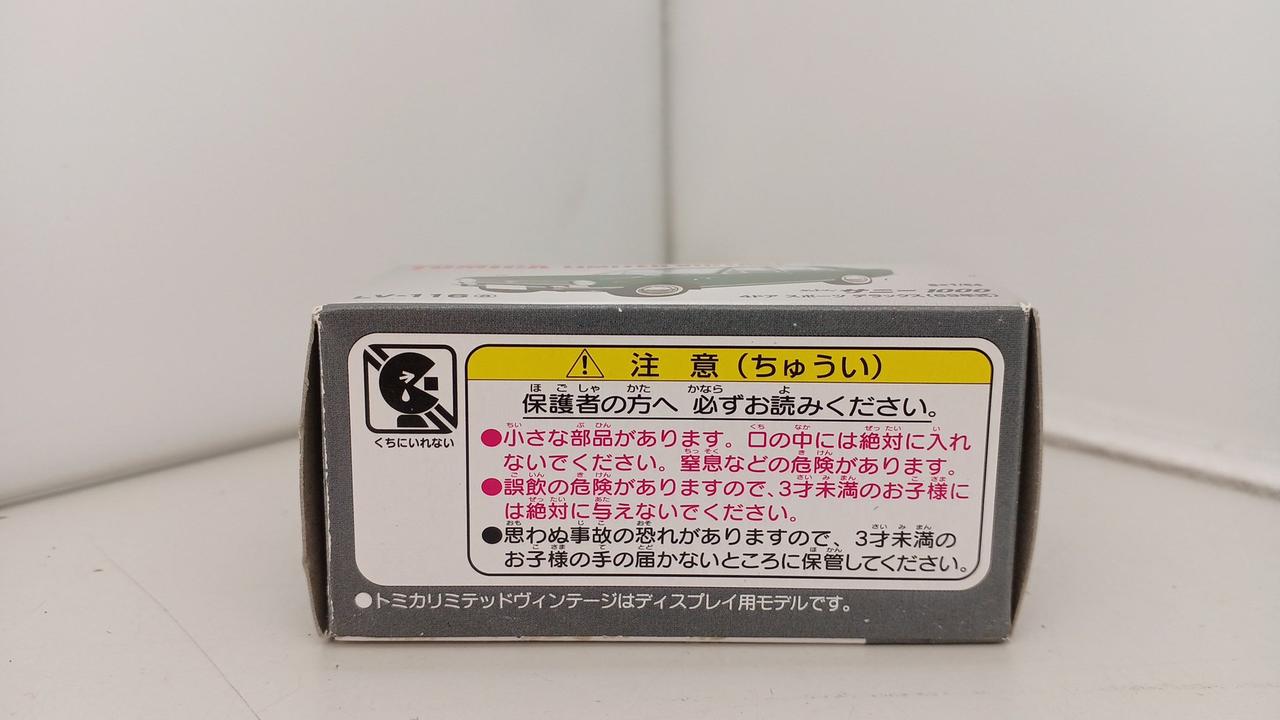 TOMICA
LV-116 a
サニー 1000
4ドア スポーツ デラックス(69年式)
注 意(ちゅうい)
保護者の方へ 必ずお読みください。
くちにいれない
●小さな部品があります。口の中には絶対に入れ
ないでください。窒息などの危険があります。
●誤飲の危険がありますので、3才未満のお子様に
は絶対に与えないでください。
●思わぬ事故の恐れがありますので、3才未満の
お子様の手の届かないところに保管してください。
●トミカリミテッドヴィンテージはディスプレイ用モデルです。